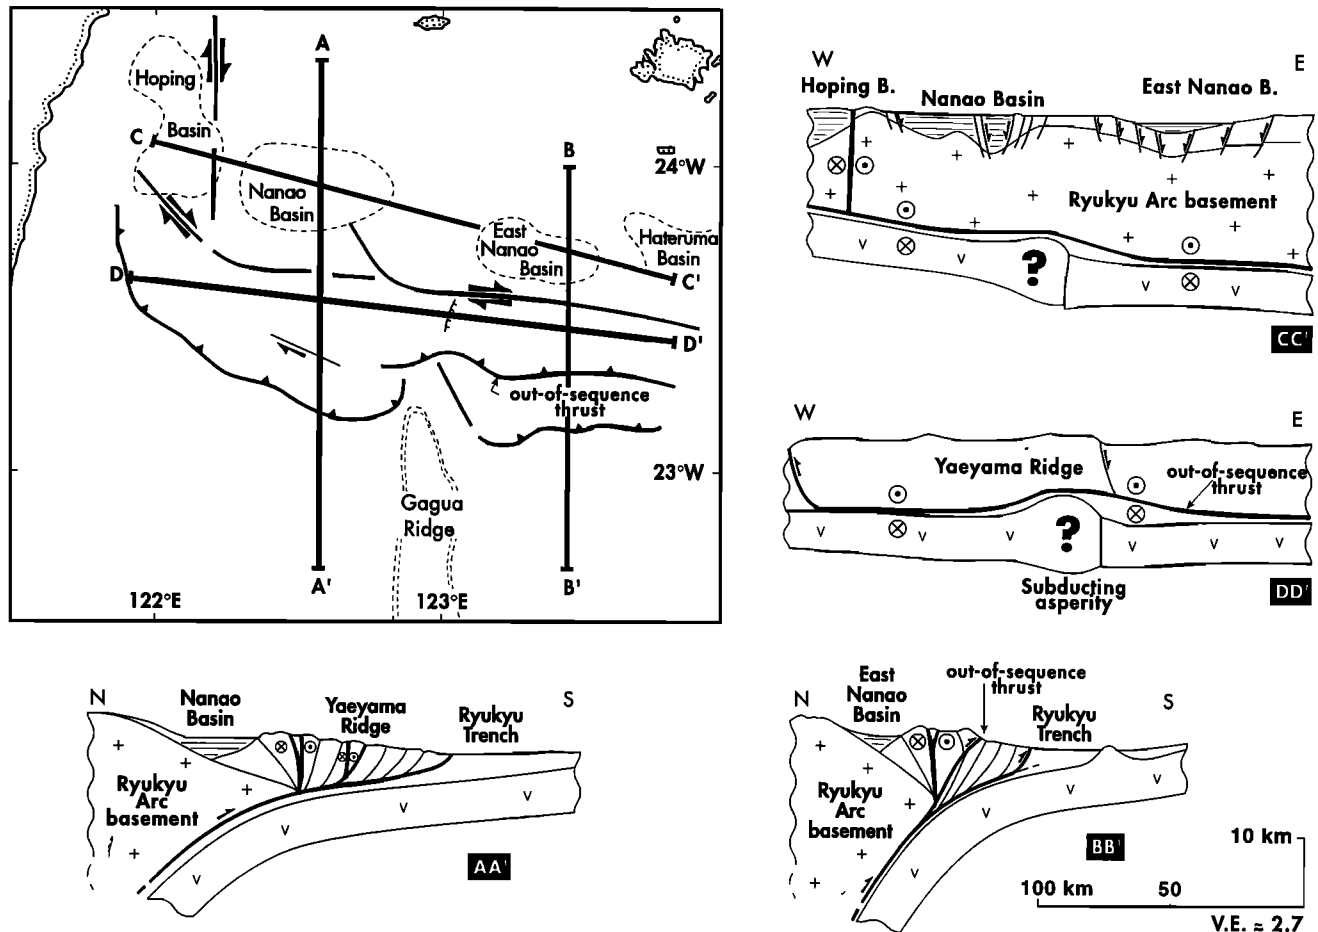 A
Hoping
Basin
C
B
24°W
Nanao
Basin
East
Nanao
Basin
Hateruma
Basin
C'
D
D'
out-of-sequence
thrust
23°W
Gagua
Ridge
A'
B'
122°E
123°E
W
E
Hoping B.
Nanao Basin
East Nanao B.
Ryukyu Arc basement
?
CC'
W
E
Yaeyama Ridge
out-of-sequence
thrust
?
Subducting
asperity
DD'
N
S
Nanao
Basin
Yaeyama
Ridge
Ryukyu
Trench
Ryukyu
Arc
basement
AA'
N
S
East
Nanao
Basin
out-of-sequence
thrust
Ryukyu
Trench
Ryukyu
Arc
basement
BB'
10 km
100 km
50
V.E. ≈ 2.7